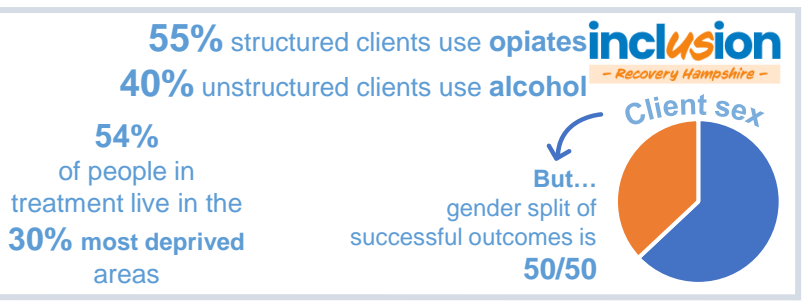 55% structured clients use opiates
40% unstructured clients use alcohol
inclusion
- Recovery Hampshire -
54%
of people in
treatment live in the
30% most deprived
areas
Client sex
But...
gender split of
successful outcomes is
50/50